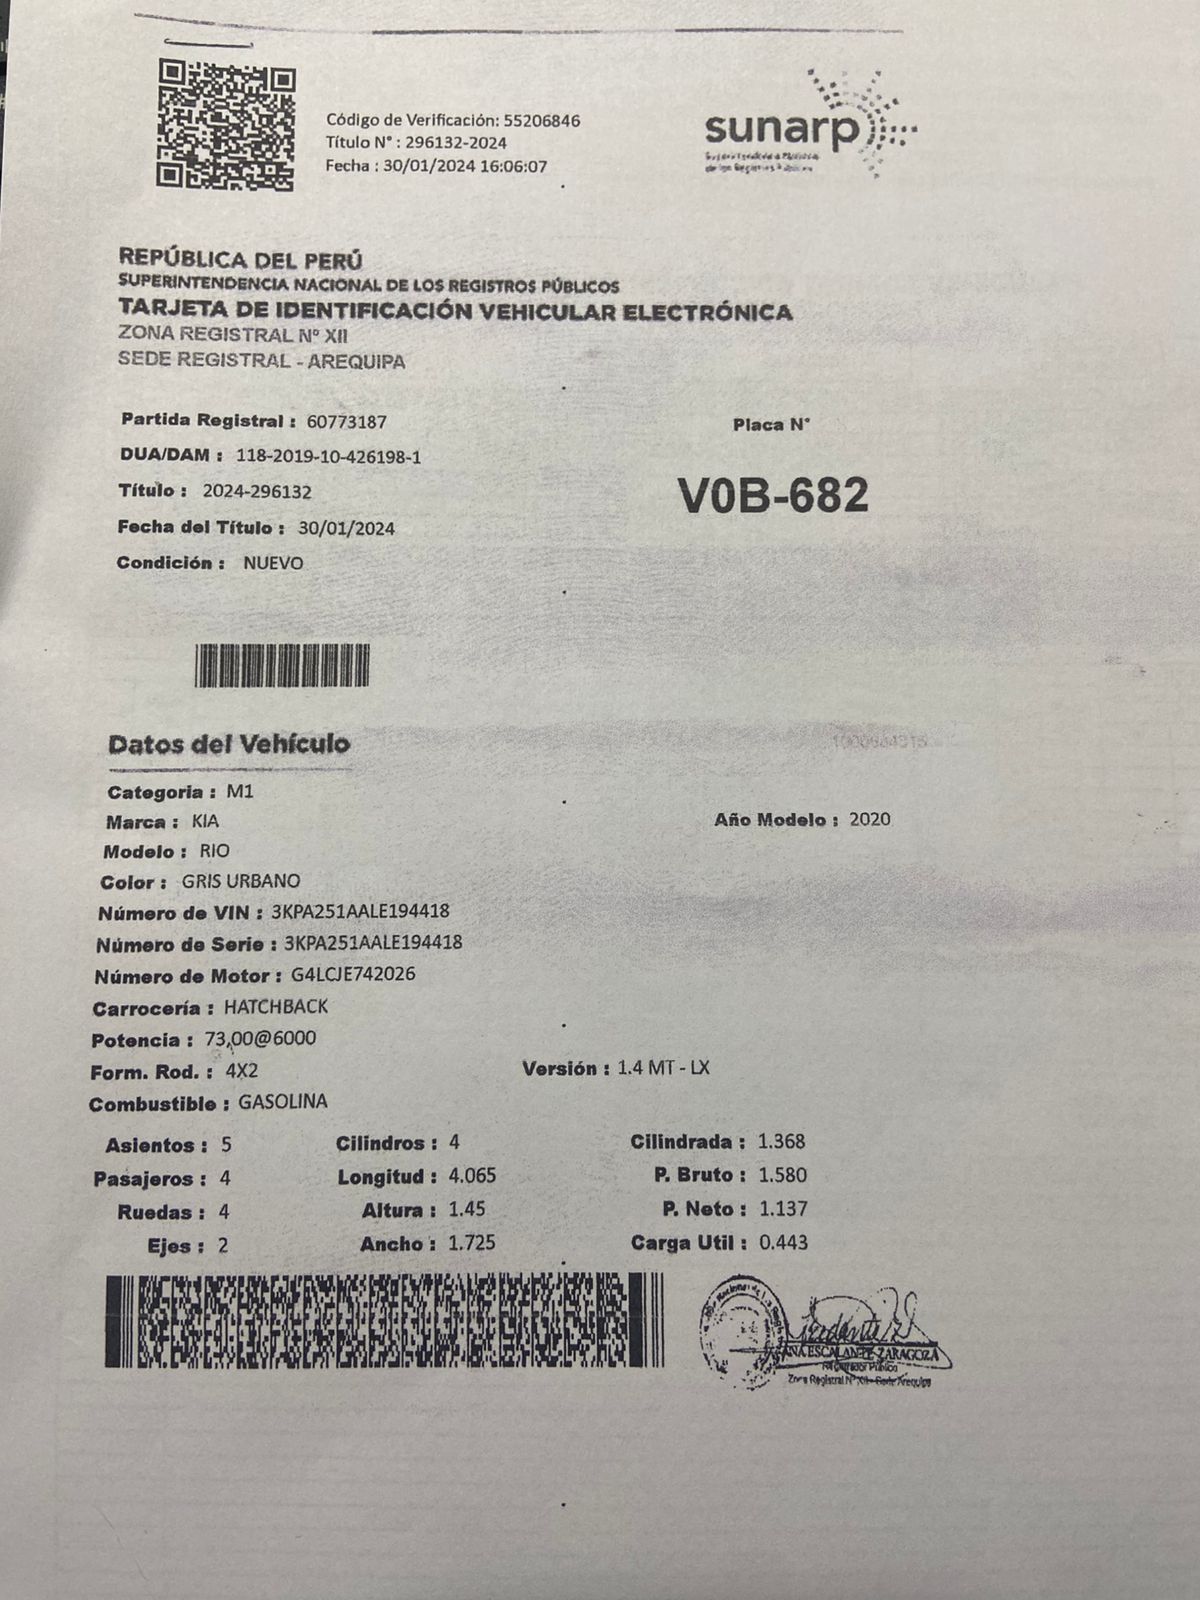 Código de Verificación: 55206846
Título N° : 296132-2024
Fecha : 30/01/2024 16:06:07
sunarp
Superintendencia Nacional
de los Registros Públicos
REPÚBLICA DEL PERÚ
SUPERINTENDENCIA NACIONAL DE LOS REGISTROS PÚBLICOS
TARJETA DE IDENTIFICACIÓN VEHICULAR ELECTRÓNICA
ZONA REGISTRAL Nº XII
SEDE REGISTRAL - AREQUIPA
Partida Registral : 60773187
DUA/DAM : 118-2019-10-426198-1
Título : 2024-296132
Fecha del Título : 30/01/2024
Condición : NUEVO
Placa N°
V0B-682
Datos del Vehículo
Categoria : M1
Marca : KIA
Año Modelo : 2020
Modelo : RIO
Color : GRIS URBANO
Número de VIN : 3KPA251AALE194418
Número de Serie : 3KPA251AALE194418
Número de Motor : G4LCJE742026
Carrocería : HATCHBACK
Potencia : 73,00@6000
Form. Rod. : 4X2
Versión : 1.4 MT - LX
Combustible : GASOLINA
Asientos : 5 Cilindros : 4 Cilindrada : 1.368
Pasajeros : 4 Longitud : 4.065 P. Bruto : 1.580
Ruedas : 4 Altura : 1.45 P. Neto : 1.137
Ejes : 2 Ancho : 1.725 Carga Util : 0.443
ESCALANTE ZARAGOZA
Registrador Público
Zona Registral N° XII - Sede Arequipa